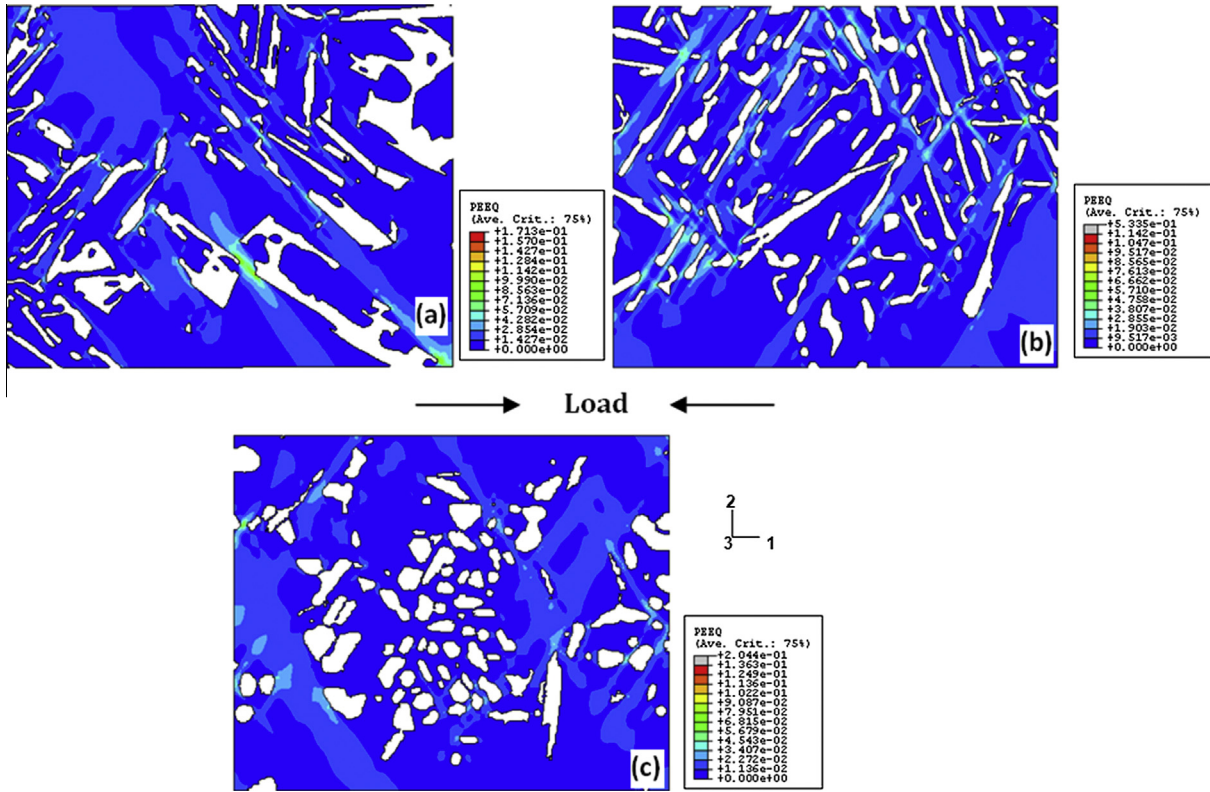 (a)
PEEQ
(Ave. Crit.: 75%)
+1.713e-01
+1.570e-01
+1.427e-01
+1.284e-01
+1.142e-01
+9.990e-02
+8.563e-02
+7.136e-02
+5.709e-02
+4.282e-02
+2.854e-02
+1.427e-02
+0.000e+00
(b)
PEEQ
(Ave. Crit.: 75%)
+5.335e-01
+1.142e-01
+1.047e-01
+9.517e-02
+8.565e-02
+7.613e-02
+6.662e-02
+5.710e-02
+4.758e-02
+3.807e-02
+2.855e-02
+1.903e-02
+9.517e-03
+0.000e+00
Load
(c)
2
3 1
PEEQ
(Ave. Crit.: 75%)
+2.044e-01
+1.363e-01
+1.249e-01
+1.136e-01
+1.022e-01
+9.087e-02
+7.951e-02
+6.815e-02
+5.679e-02
+4.543e-02
+3.407e-02
+2.272e-02
+1.136e-02
+0.000e+00